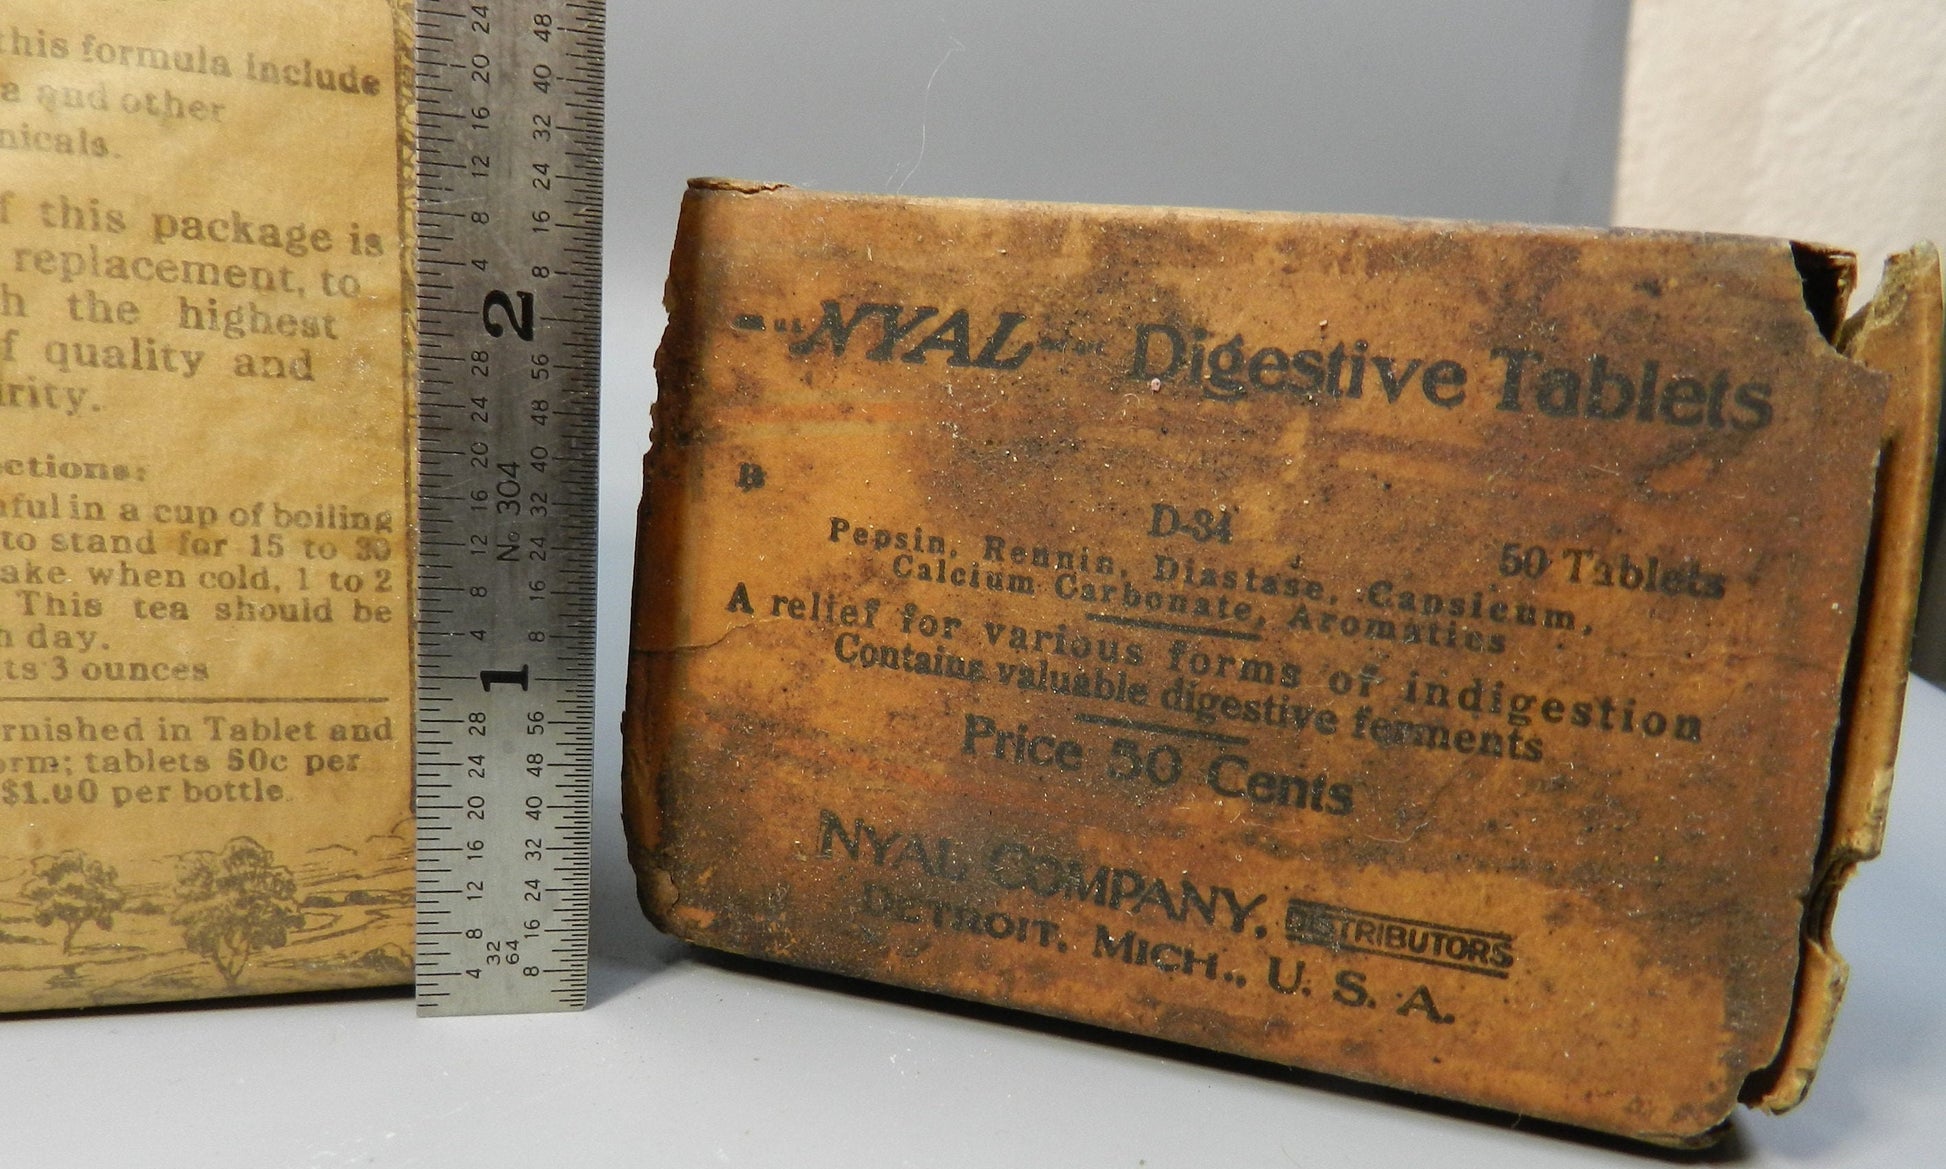 this formula include
a and other
nicals.
f this package is
replacement, to
h the highest
f quality and
rity.
ctions:
ful in a cup of boiling
to stand for 15 to 30
ake when cold, 1 to 2
This tea should be
n day.
ts 3 ounces
rnished in Tablet and
orm; tablets 50c per
$1.00 per bottle.
24 48
20 40
16 32
12 24
8 16
4 8
2
28 56
24 48
20 40
16 32
12 24
8 16
4 8
No 304
1
28 56
24 48
20 40
16 32
12 24
8 16
4 8
32
64
NYAL Digestive Tablets
B
D-34
50 Tablets
Pepsin, Rennin, Diastase, Capsicum,
Calcium Carbonate, Aromatics
A relief for various forms of indigestion
Contains valuable digestive ferments
Price 50 Cents
NYAL COMPANY, DISTRIBUTORS
DETROIT, MICH., U. S. A.